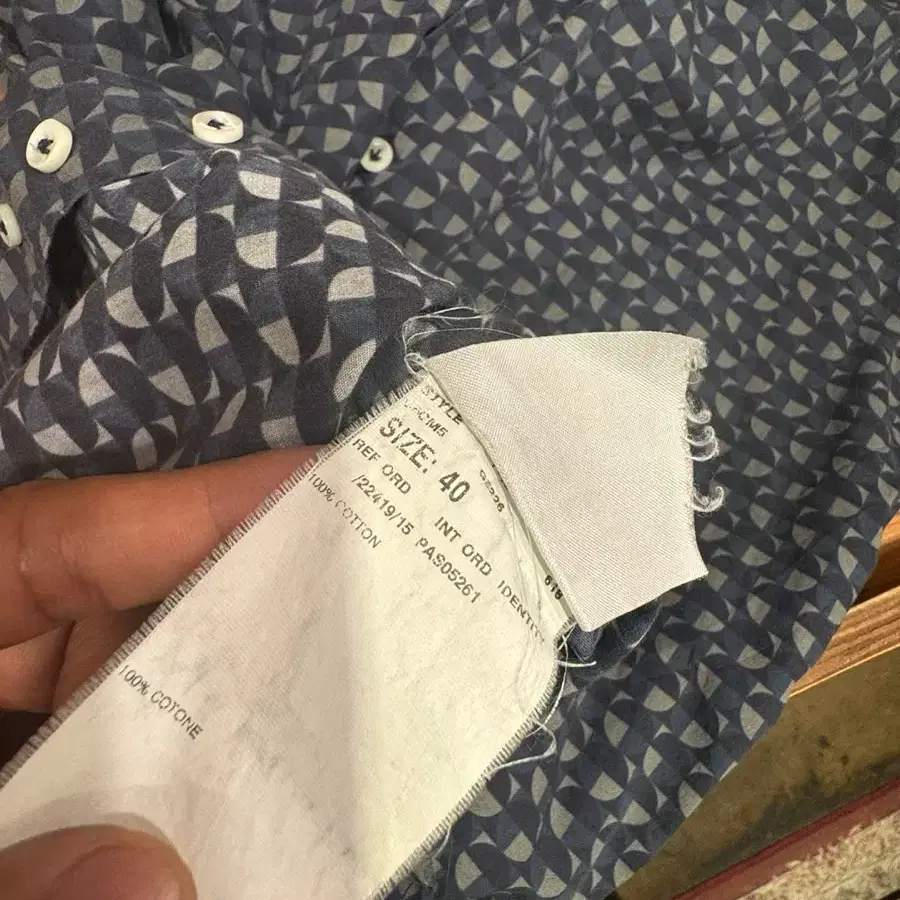 STYLE
SIZE: 40
REF ORD INT ORD IDENTITY
/22419/15 PAS05261
100% COTTON
100% COTONE